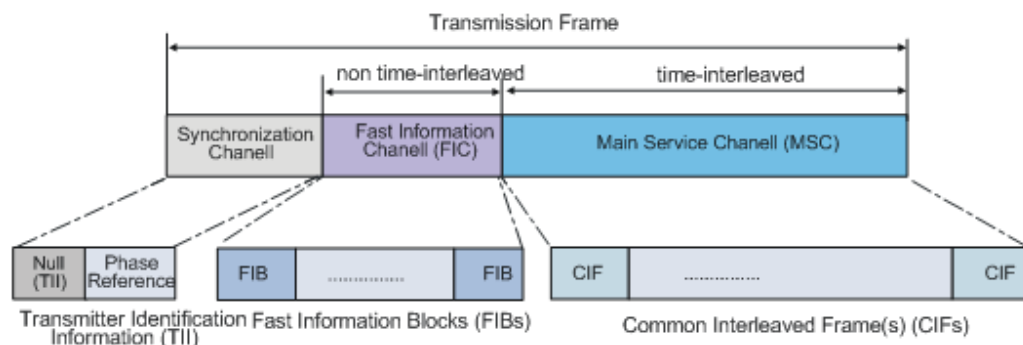 Transmission Frame
non time-interleaved
time-interleaved
Synchronization
Chanell
Fast Information
Chanell (FIC)
Main Service Chanell (MSC)
Null
(TII)
Phase
Reference
FIB
................
FIB
CIF
................
CIF
Transmitter Identification
Information (TII)
Fast Information Blocks (FIBs)
Common Interleaved Frame(s) (CIFs)